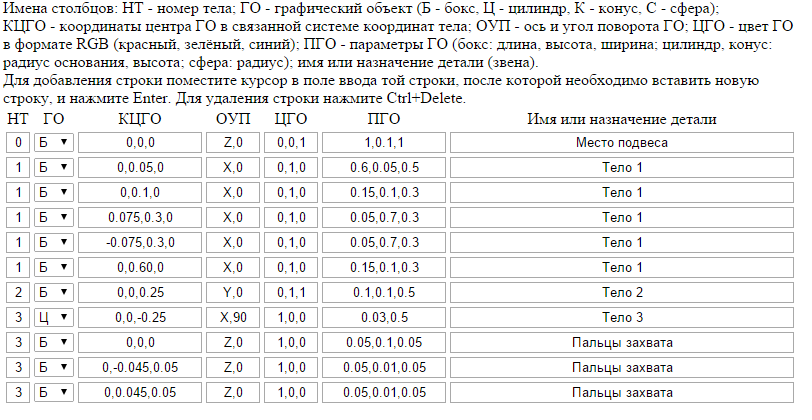 Имена столбцов: НТ - номер тела; ГО - графический объект (Б - бокс, Ц - цилиндр, К - конус, С - сфера);
КЦГО - координаты центра ГО в связанной системе координат тела; ОУП - ось и угол поворота ГО; ЦГО - цвет ГО
в формате RGB (красный, зелёный, синий); ПГО - параметры ГО (бокс: длина, высота, ширина; цилиндр, конус:
радиус основания, высота; сфера: радиус); имя или назначение детали (звена).
Для добавления строки поместите курсор в поле ввода той строки, после которой необходимо вставить новую
строку, и нажмите Enter. Для удаления строки нажмите Ctrl+Delete.
НТ ГО КЦГО ОУП ЦГО ПГО Имя или назначение детали
0 Б 0,0,0 Z,0 0,0,1 1,0.1,1 Место подвеса
1 Б 0,0.05,0 X,0 0,1,0 0.6,0.05,0.5 Тело 1
1 Б 0,0.1,0 X,0 0,1,0 0.15,0.1,0.3 Тело 1
1 Б 0.075,0.3,0 X,0 0,1,0 0.05,0.7,0.3 Тело 1
1 Б -0.075,0.3,0 X,0 0,1,0 0.05,0.7,0.3 Тело 1
1 Б 0,0.60,0 X,0 0,1,0 0.15,0.1,0.3 Тело 1
2 Б 0,0,0.25 Y,0 0,1,1 0.1,0.1,0.5 Тело 2
3 Ц 0,0,-0.25 X,90 1,0,0 0.03,0.5 Тело 3
3 Б 0,0,0 Z,0 1,0,0 0.05,0.1,0.05 Пальцы захвата
3 Б 0,-0.045,0.05 Z,0 1,0,0 0.05,0.01,0.05 Пальцы захвата
3 Б 0,0.045,0.05 Z,0 1,0,0 0.05,0.01,0.05 Пальцы захвата